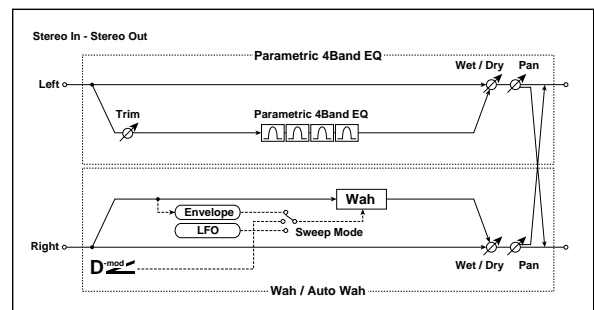 Stereo In - Stereo Out
Parametric 4Band EQ
Wet / Dry Pan
Left
Trim
Parametric 4Band EQ
Wah
Envelope
LFO
Sweep Mode
Right
D-mod
Wet / Dry Pan
Wah / Auto Wah